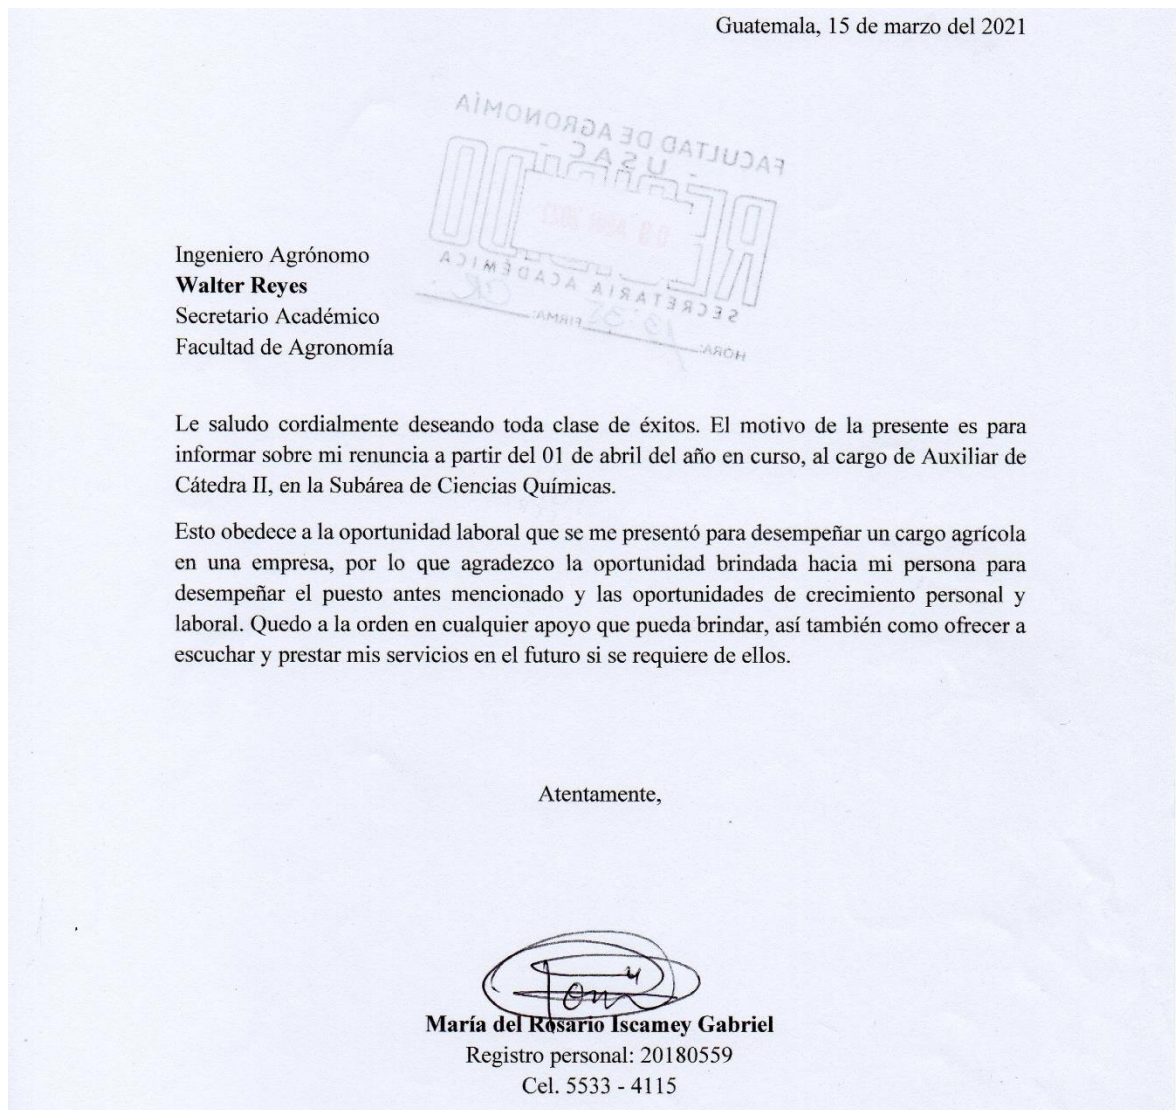 Guatemala, 15 de marzo del 2021
FACULTAD DE AGRONOMÍA
- USAC -
RECIBIDO
SECRETARIA ACADÉMICA
HORA: FIRMA:
Ingeniero Agrónomo
Walter Reyes
Secretario Académico
Facultad de Agronomía
Le saludo cordialmente deseando toda clase de éxitos. El motivo de la presente es para
informar sobre mi renuncia a partir del 01 de abril del año en curso, al cargo de Auxiliar de
Cátedra II, en la Subárea de Ciencias Químicas.
Esto obedece a la oportunidad laboral que se me presentó para desempeñar un cargo agrícola
en una empresa, por lo que agradezco la oportunidad brindada hacia mi persona para
desempeñar el puesto antes mencionado y las oportunidades de crecimiento personal y
laboral. Quedo a la orden en cualquier apoyo que pueda brindar, así también como ofrecer a
escuchar y prestar mis servicios en el futuro si se requiere de ellos.
Atentamente,
María del Rosario Iscamey Gabriel
Registro personal: 20180559
Cel. 5533 - 4115